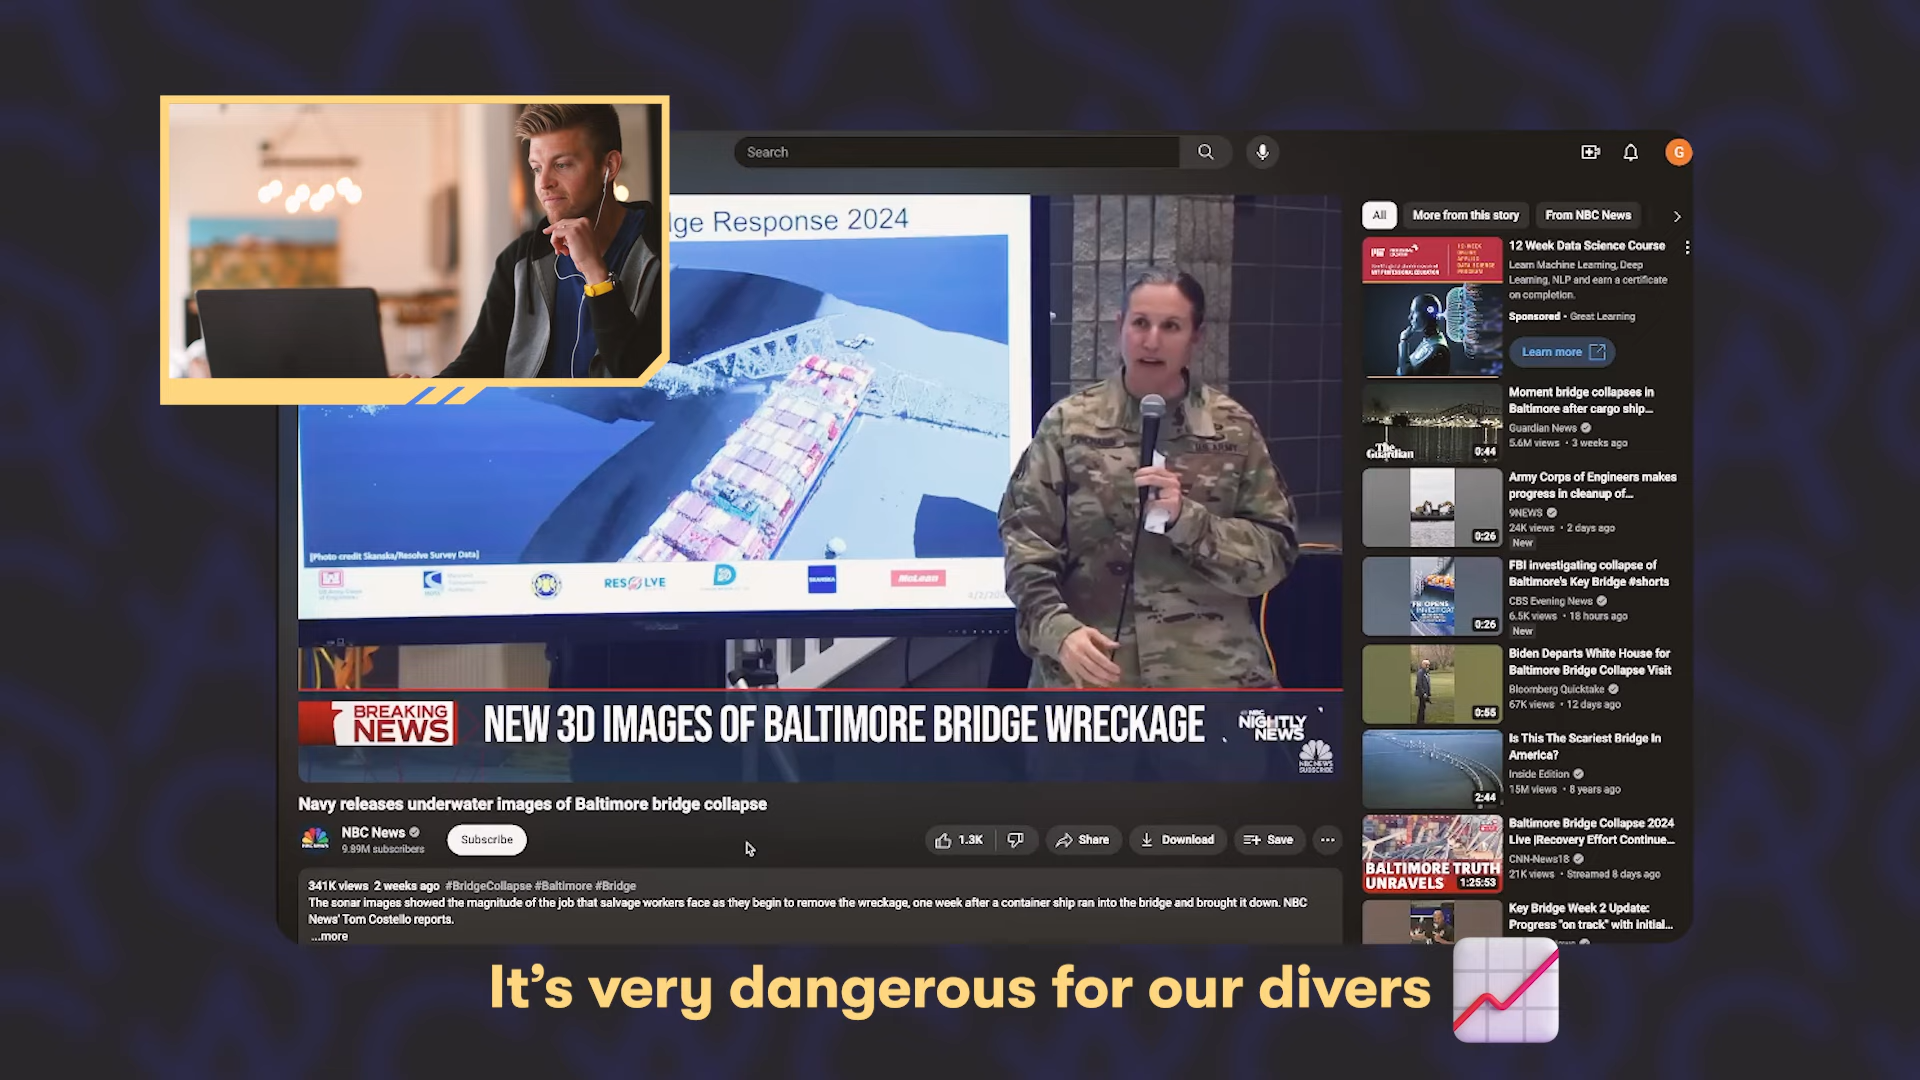 Search
G
lge Response 2024
[Photo credit Skanska/Resolve Survey Data]
RESOLVE
SKANSKA
McLean
U.S. ARMY
BREAKING
NEWS
NEW 3D IMAGES OF BALTIMORE BRIDGE WRECKAGE
NBC
NIGHTLY
NEWS
NBC NEWS
SUBSCRIBE
Navy releases underwater images of Baltimore bridge collapse
NBC News
9.89M subscribers
Subscribe
1.3K
Share
Download
Save
341K views 2 weeks ago #BridgeCollapse #Baltimore #Bridge
The sonar images showed the magnitude of the job that salvage workers face as they begin to remove the wreckage, one week after a container ship ran into the bridge and brought it down. NBC
News' Tom Costello reports.
...more
All
More from this story
From NBC News
12 Week Data Science Course
Learn Machine Learning, Deep
Learning, NLP and earn a certificate
on completion.
Sponsored • Great Learning
Learn more
Moment bridge collapses in
Baltimore after cargo ship...
Guardian News
5.6M views • 3 weeks ago
The
Guardian
0:44
Army Corps of Engineers makes
progress in cleanup of...
9NEWS
24K views • 2 days ago
New
0:26
FBI investigating collapse of
Baltimore's Key Bridge #shorts
CBS Evening News
6.5K views • 18 hours ago
New
0:26
Biden Departs White House for
Baltimore Bridge Collapse Visit
Bloomberg Quicktake
67K views • 12 days ago
0:55
Is This The Scariest Bridge In
America?
Inside Edition
15M views • 8 years ago
2:44
Baltimore Bridge Collapse 2024
Live |Recovery Effort Continue...
CNN-News18
21K views • Streamed 8 days ago
BALTIMORE TRUTH
UNRAVELS
1:25:53
Key Bridge Week 2 Update:
Progress "on track" with initial...
It's very dangerous for our divers